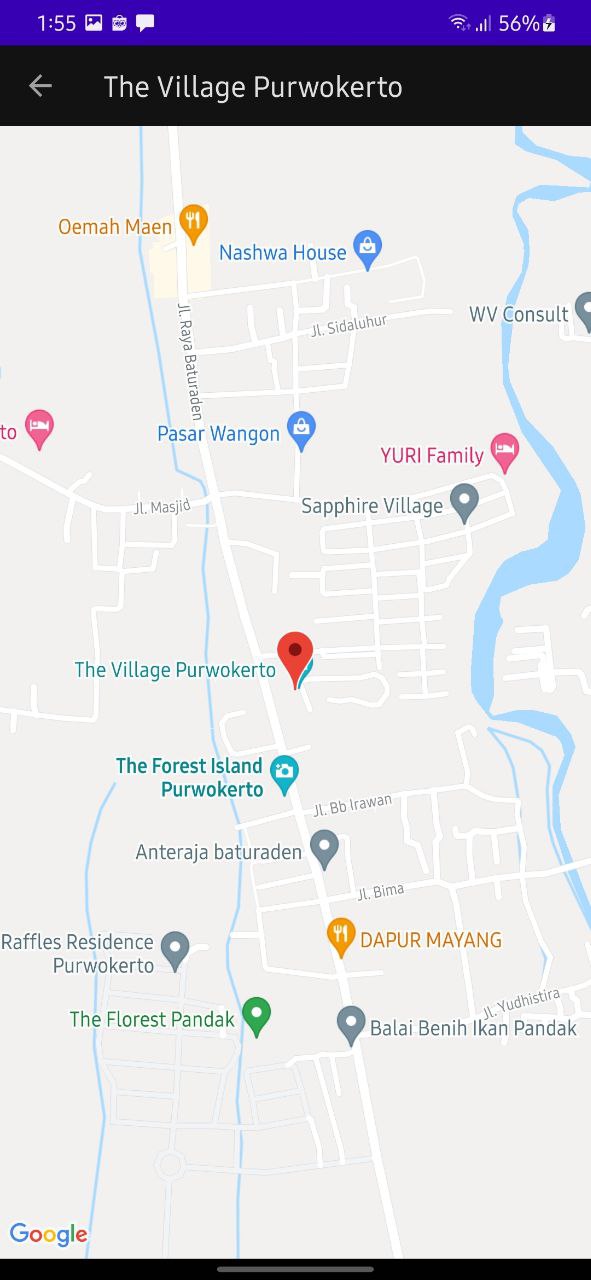 1:55
56%
The Village Purwokerto
Oemah Maen
Nashwa House
WV Consult
Jl. Sidaluhur
Jl. Raya Baturaden
to
Pasar Wangon
YURI Family
Sapphire Village
Jl. Masjid
The Village Purwokerto
The Forest Island
Purwokerto
Jl. Bb Irawan
Anteraja baturaden
Jl. Bima
DAPUR MAYANG
Raffles Residence
Purwokerto
Jl. Yudhistira
The Florest Pandak
Balai Benih Ikan Pandak
Google